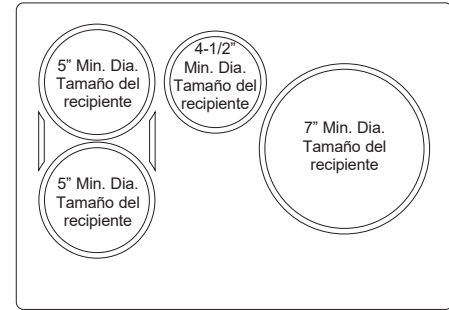 5” Min. Dia.
Tamaño del
recipiente
4-1/2”
Min. Dia.
Tamaño del
recipiente
7” Min. Dia.
Tamaño del
recipiente
5” Min. Dia.
Tamaño del
recipiente